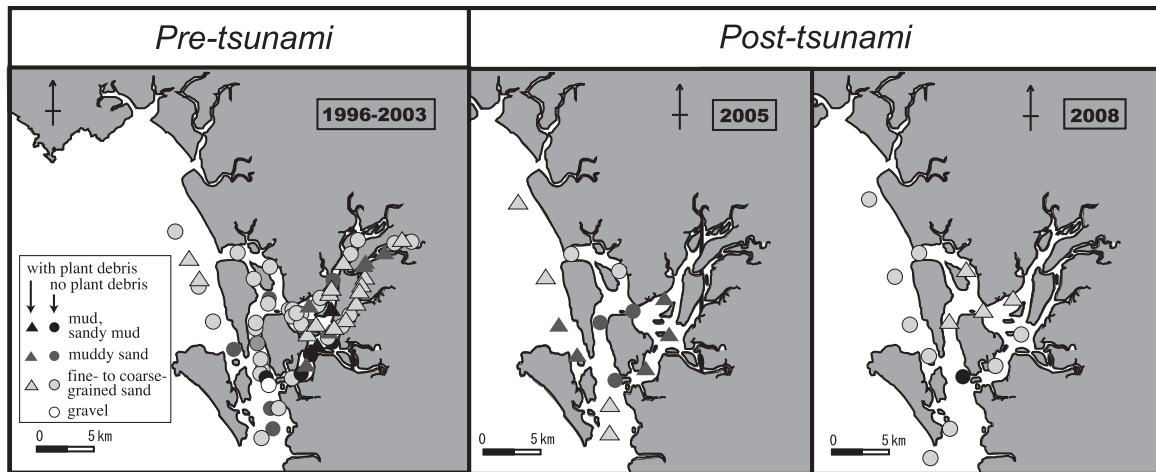 Pre-tsunami
Post-tsunami
1996-2003
2005
2008
with plant debris
no plant debris
mud,
sandy mud
muddy sand
fine- to coarse-
grained sand
gravel
0 5 km
0 5 km
0 5 km